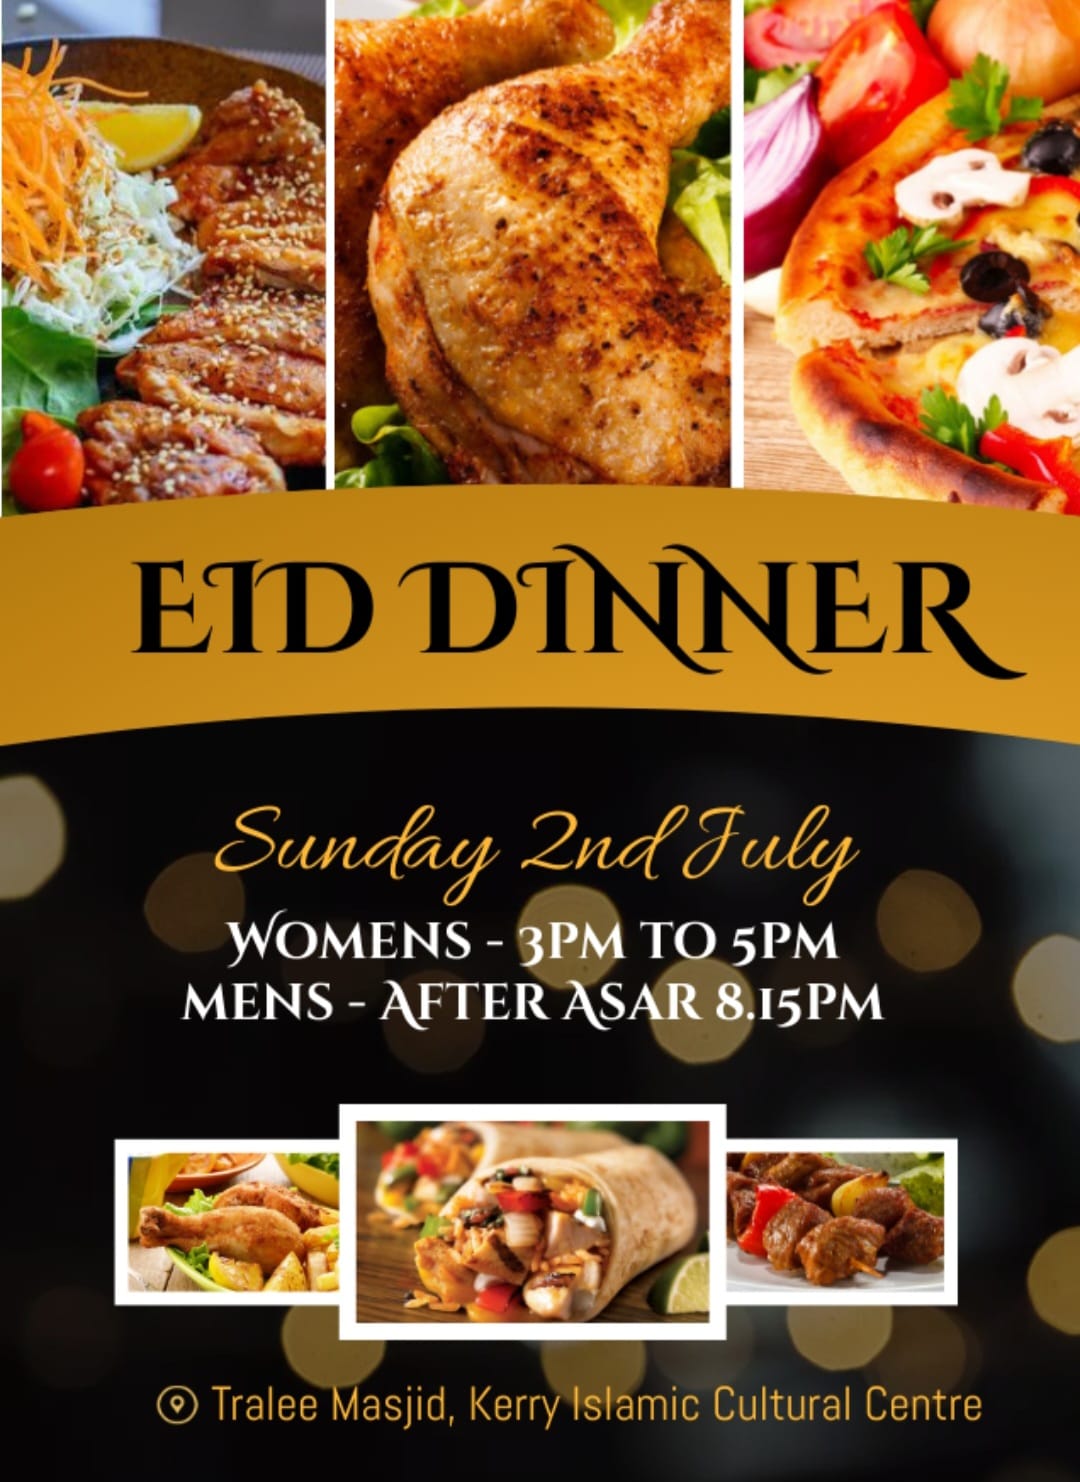 EID DINNER
Sunday 2nd July
WOMENS - 3PM TO 5PM
MENS - AFTER ASAR 8.15PM
Tralee Masjid, Kerry Islamic Cultural Centre